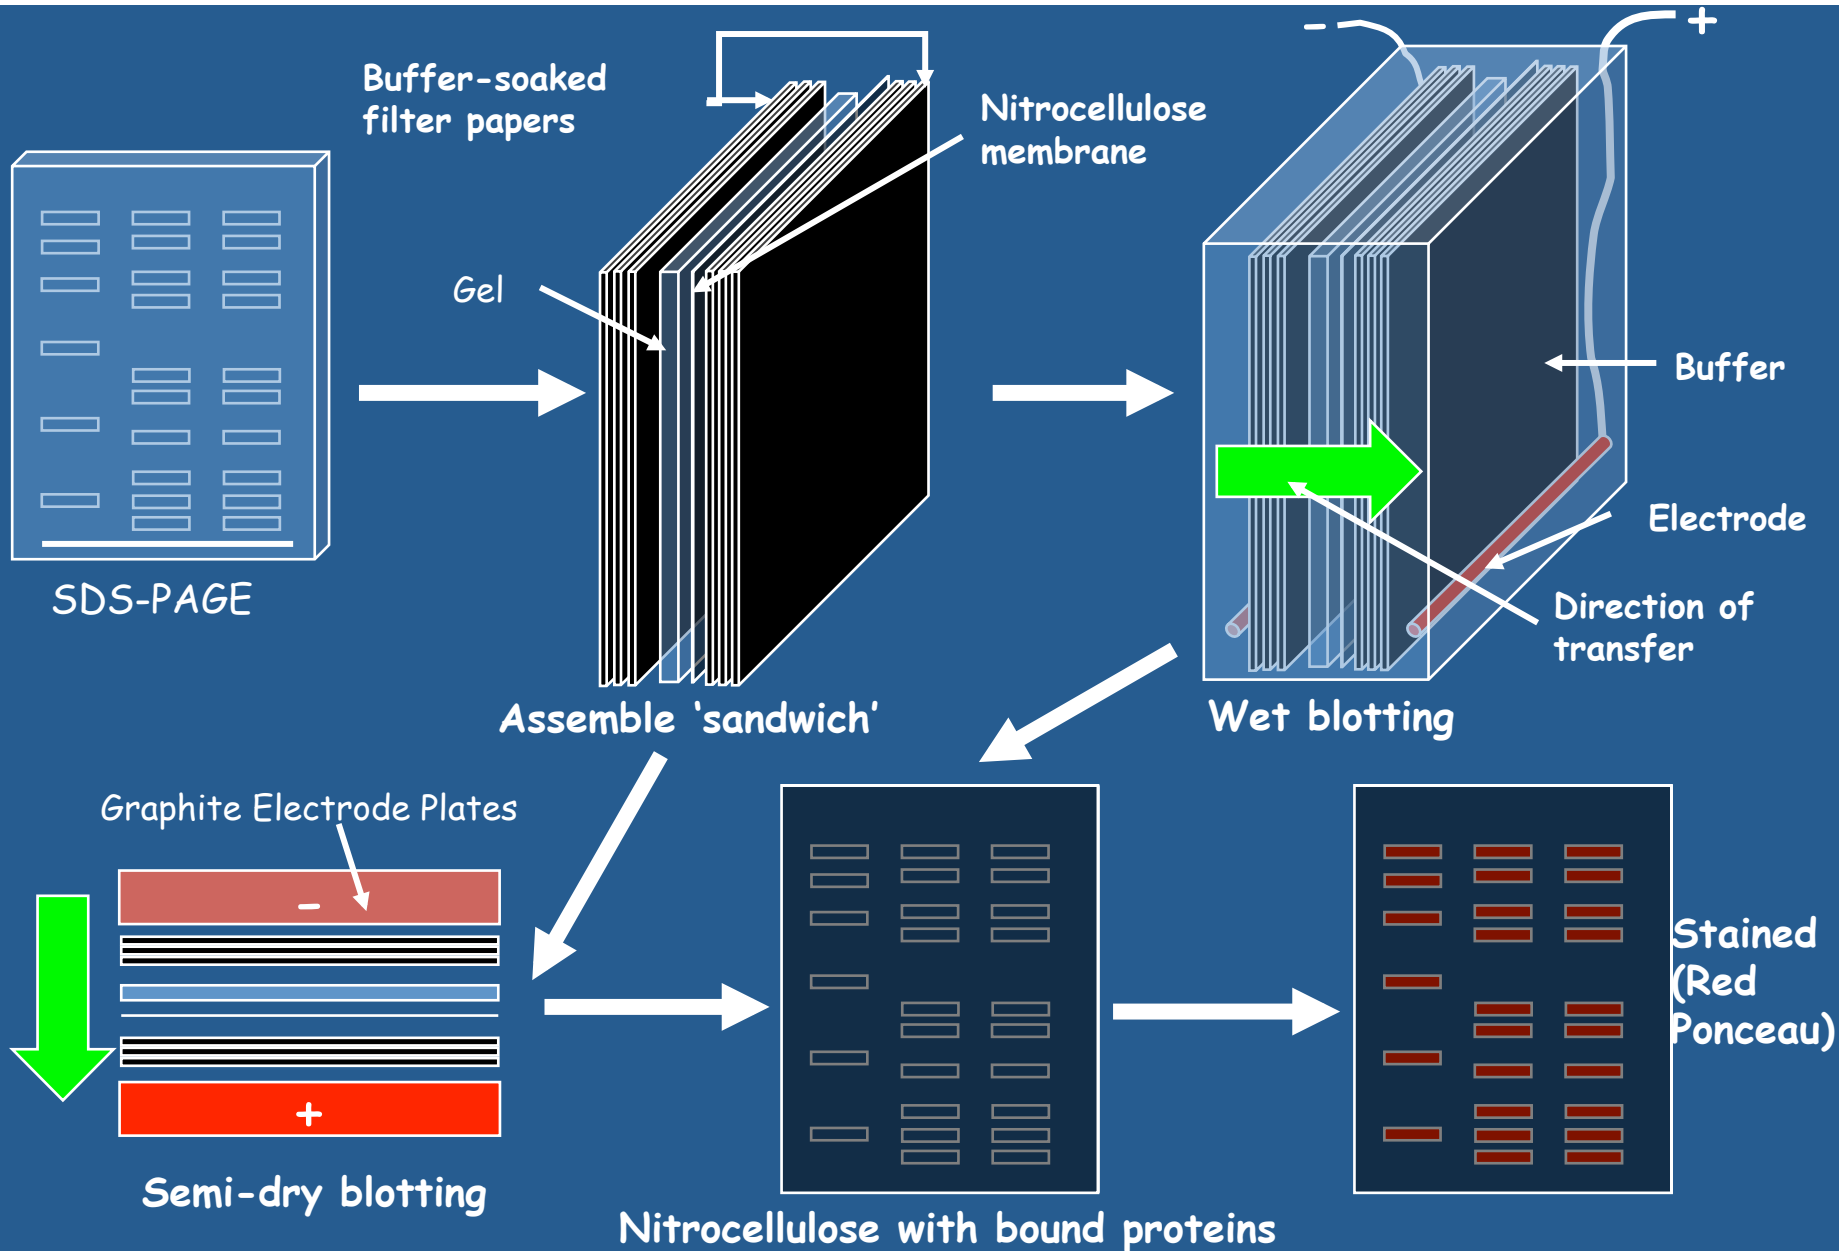 Buffer-soaked
filter papers
Nitrocellulose
membrane
- +
Gel
Buffer
Electrode
Direction of
transfer
SDS-PAGE
Assemble ‘sandwich’
Wet blotting
Graphite Electrode Plates
-
+
Stained
(Red
Ponceau)
Semi-dry blotting
Nitrocellulose with bound proteins